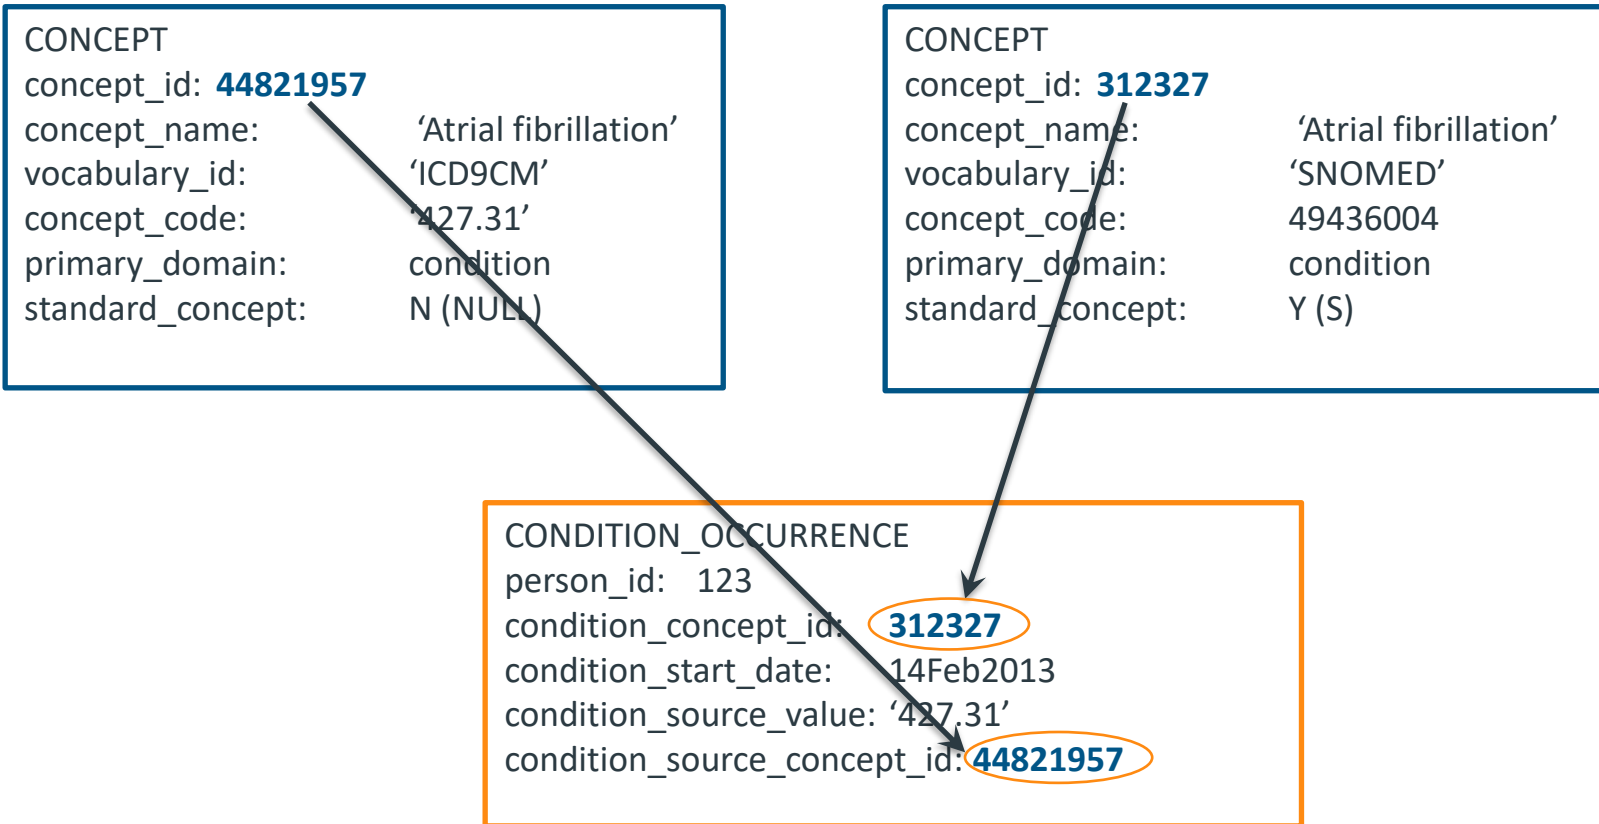 CONCEPT
concept_id: 44821957
concept_name: ‘Atrial fibrillation’
vocabulary_id: ‘ICD9CM’
concept_code: ‘427.31’
primary_domain: condition
standard_concept: N (NULL)
CONCEPT
concept_id: 312327
concept_name: ‘Atrial fibrillation’
vocabulary_id: ‘SNOMED’
concept_code: 49436004
primary_domain: condition
standard_concept: Y (S)
CONDITION_OCCURRENCE
person_id: 123
condition_concept_id: 312327
condition_start_date: 14Feb2013
condition_source_value: ‘427.31’
condition_source_concept_id: 44821957